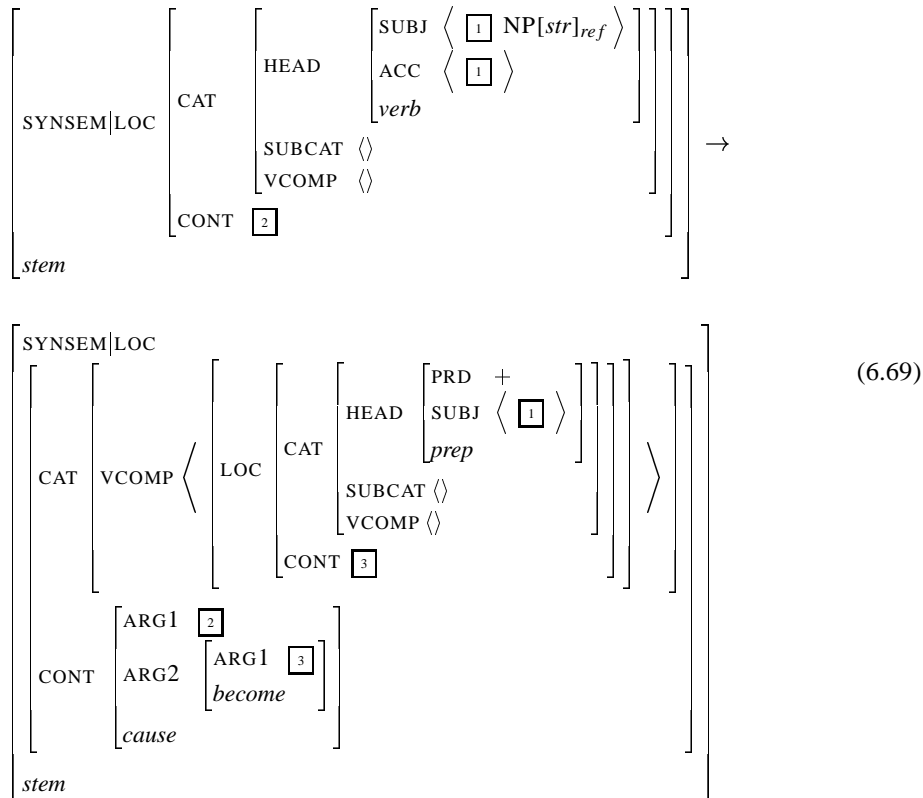 SUBJ ⟨ 1 NP[str]ref ⟩
HEAD ACC ⟨ 1 ⟩
CAT verb
SYNSEM|LOC →
SUBCAT ⟨⟩
VCOMP ⟨⟩
CONT 2
stem
SYNSEM|LOC
(6.69)
PRD +
HEAD SUBJ ⟨ 1 ⟩
CAT prep
CAT VCOMP ⟨ LOC ⟩
SUBCAT ⟨⟩
VCOMP ⟨⟩
CONT 3
ARG1 2
ARG1 3
CONT ARG2
become
cause
stem